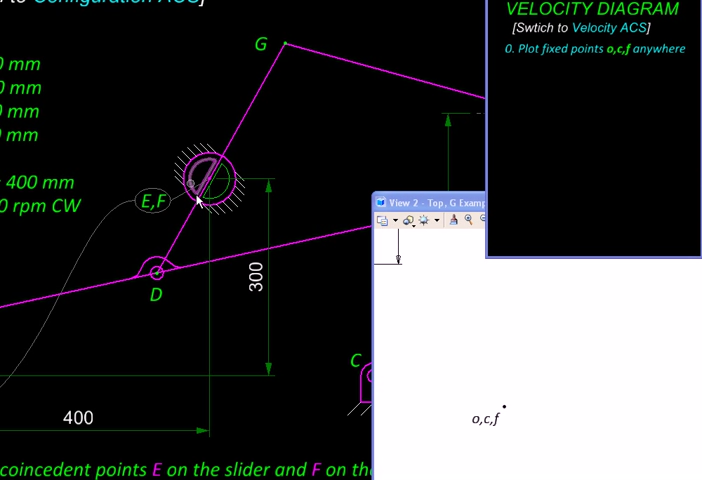 to Configuration ACS]
VELOCITY DIAGRAM
[Swtich to Velocity ACS]
0. Plot fixed points o,c,f anywhere
G
0 mm
0 mm
0 mm
mm
400 mm
0 rpm CW
E,F
View 2 - Top, G Examp
D
300
C
400
o,c,f
coincedent points E on the slider and F on the